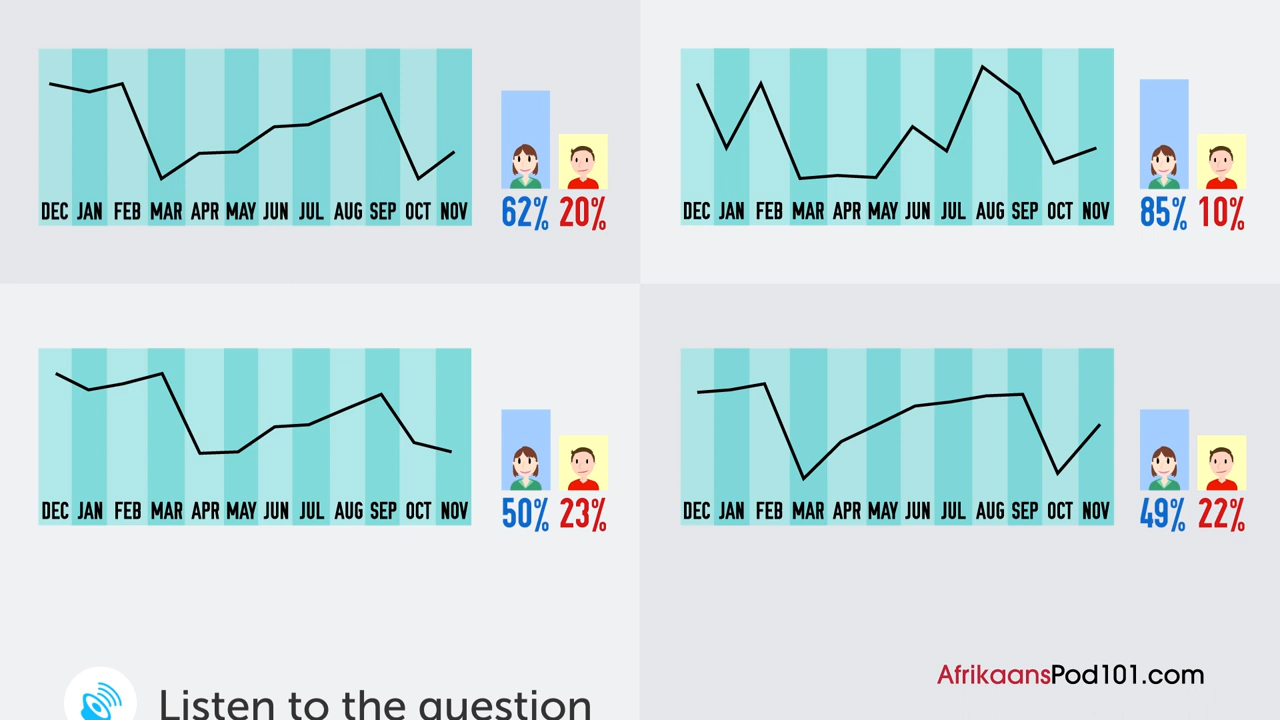 DEC JAN FEB MAR APR MAY JUN JUL AUG SEP OCT NOV
62% 20%
DEC JAN FEB MAR APR MAY JUN JUL AUG SEP OCT NOV
85% 10%
DEC JAN FEB MAR APR MAY JUN JUL AUG SEP OCT NOV
50% 23%
DEC JAN FEB MAR APR MAY JUN JUL AUG SEP OCT NOV
49% 22%
AfrikaansPod101.com
Listen to the question